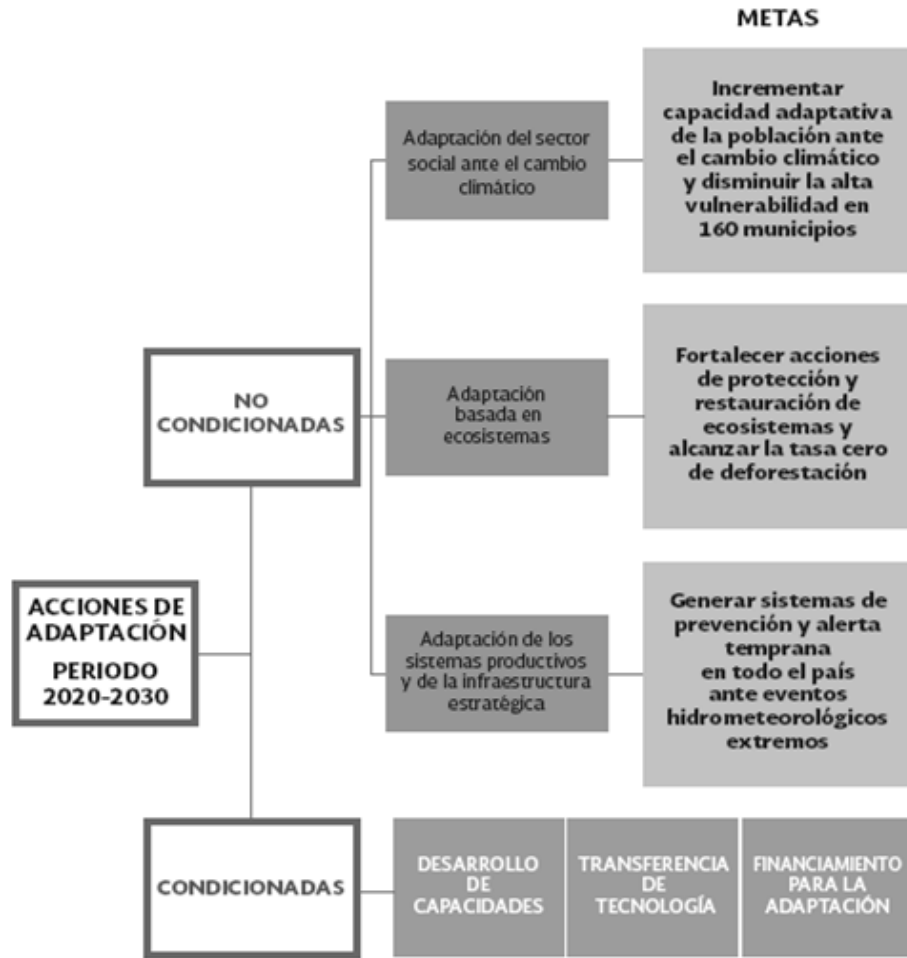 METAS
Adaptación del sector
social ante el cambio
climático
Incrementar
capacidad adaptativa
de la población ante
el cambio climático
y disminuir la alta
vulnerabilidad en
160 municipios
NO
CONDICIONADAS
Adaptación
basada en
ecosistemas
Fortalecer acciones
de protección y
restauración de
ecosistemas y
alcanzar la tasa cero
de deforestación
ACCIONES DE
ADAPTACIÓN
PERIODO
2020-2030
Adaptación de los
sistemas productivos
y de la infraestructura
estratégica
Generar sistemas de
prevención y alerta
temprana
en todo el país
ante eventos
hidrometeorológicos
extremos
CONDICIONADAS
DESARROLLO
DE
CAPACIDADES
TRANSFERENCIA
DE
TECNOLOGÍA
FINANCIAMIENTO
PARA LA
ADAPTACIÓN